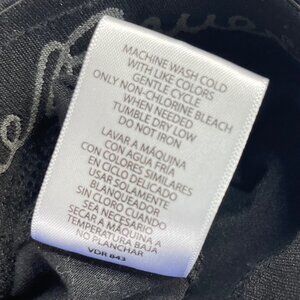 MACHINE WASH COLD
WITH LIKE COLORS
GENTLE CYCLE
ONLY NON-CHLORINE BLEACH
WHEN NEEDED
TUMBLE DRY LOW
DO NOT IRON
LAVAR A MÁQUINA
CON AGUA FRÍA
CON COLORES SIMILARES
EN CICLO DELICADO
USAR SOLAMENTE
BLANQUEADOR
SIN CLORO CUANDO
SEA NECESARIO
SECAR A MÁQUINA A
TEMPERATURA BAJA
NO PLANCHAR
VDR 843